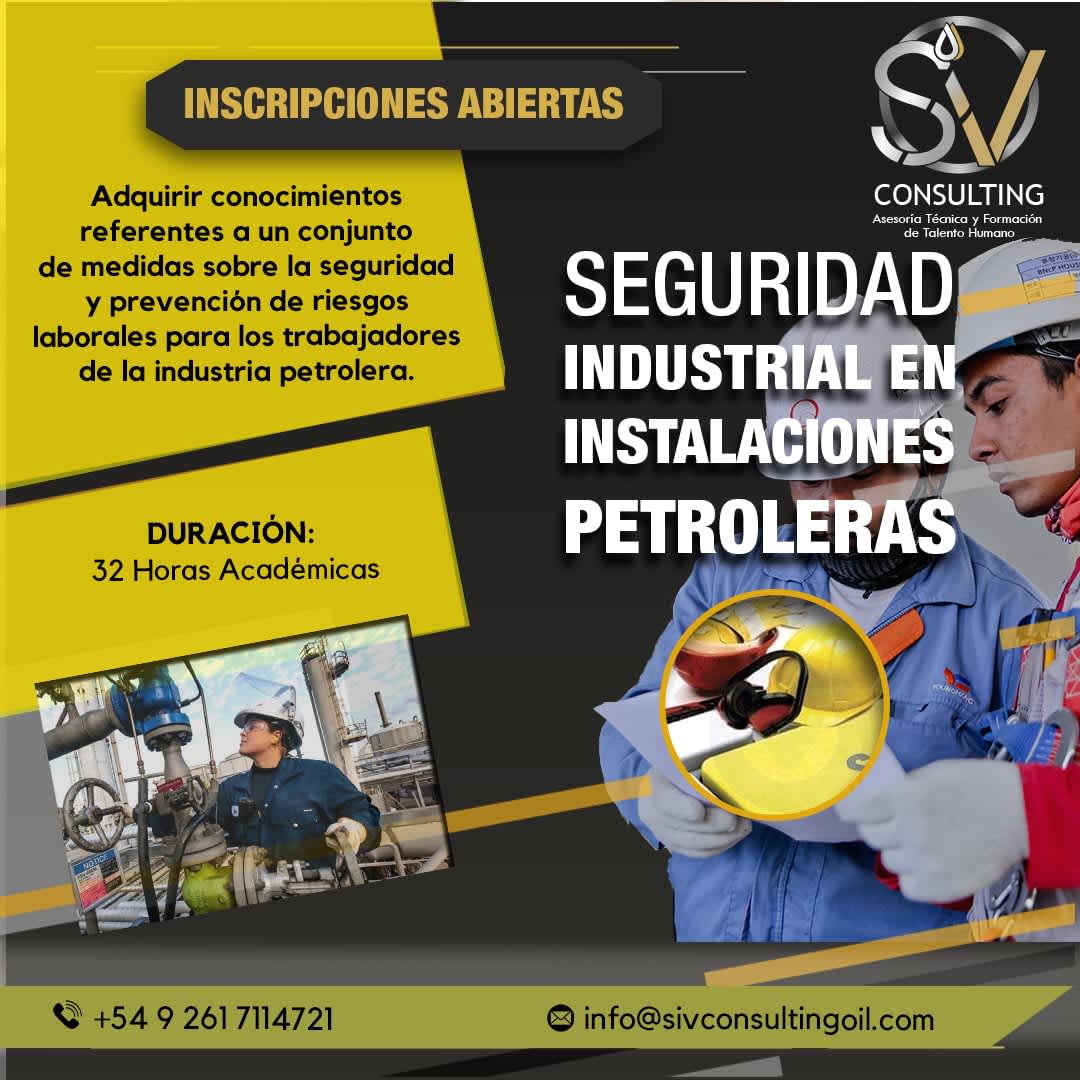 INSCRIPCIONES ABIERTAS
SiV
CONSULTING
Asesoría Técnica y Formación
de Talento Humano
Adquirir conocimientos
referentes a un conjunto
de medidas sobre la seguridad
y prevención de riesgos
laborales para los trabajadores
de la industria petrolera.
SEGURIDAD
INDUSTRIAL EN
INSTALACIONES
PETROLERAS
DURACIÓN:
32 Horas Académicas
NOTICE
+54 9 261 7114721
info@sivconsultingoil.com